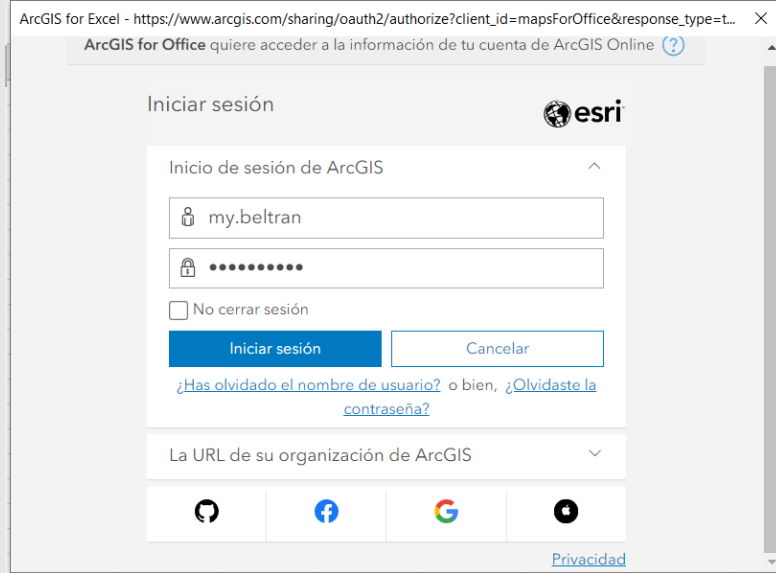 ArcGIS for Excel - https://www.arcgis.com/sharing/oauth2/authorize?client_id=mapsForOffice&response_type=t...
ArcGIS for Office quiere acceder a la información de tu cuenta de ArcGIS Online ?
Iniciar sesión
esri
Inicio de sesión de ArcGIS
my.beltran
••••••••••
No cerrar sesión
Iniciar sesión Cancelar
¿Has olvidado el nombre de usuario? o bien, ¿Olvidaste la
contraseña?
La URL de su organización de ArcGIS
Privacidad